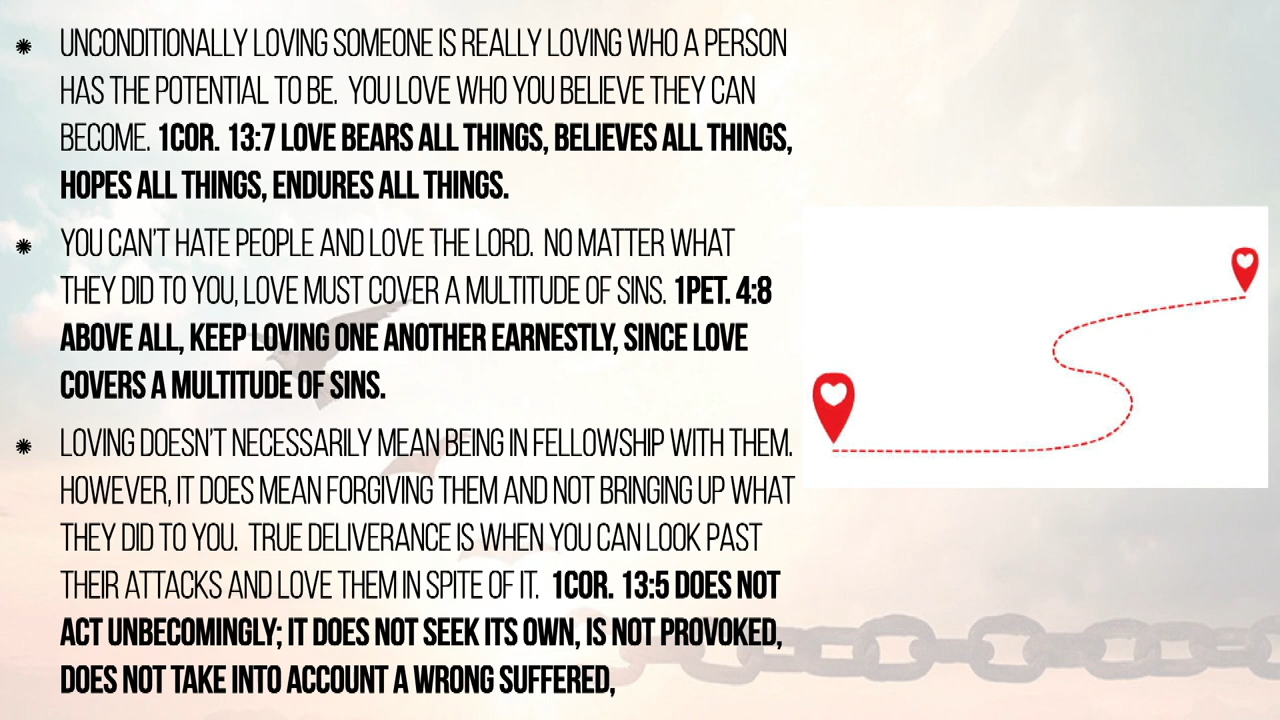 UNCONDITIONALLY LOVING SOMEONE IS REALLY LOVING WHO A PERSON
HAS THE POTENTIAL TO BE. YOU LOVE WHO YOU BELIEVE THEY CAN
BECOME. 1COR. 13:7 LOVE BEARS ALL THINGS, BELIEVES ALL THINGS,
HOPES ALL THINGS, ENDURES ALL THINGS.
YOU CAN'T HATE PEOPLE AND LOVE THE LORD. NO MATTER WHAT
THEY DID TO YOU, LOVE MUST COVER A MULTITUDE OF SINS. 1PET. 4:8
ABOVE ALL, KEEP LOVING ONE ANOTHER EARNESTLY, SINCE LOVE
COVERS A MULTITUDE OF SINS.
LOVING DOESN'T NECESSARILY MEAN BEING IN FELLOWSHIP WITH THEM.
HOWEVER, IT DOES MEAN FORGIVING THEM AND NOT BRINGING UP WHAT
THEY DID TO YOU. TRUE DELIVERANCE IS WHEN YOU CAN LOOK PAST
THEIR ATTACKS AND LOVE THEM IN SPITE OF IT. 1COR. 13:5 DOES NOT
ACT UNBECOMINGLY; IT DOES NOT SEEK ITS OWN, IS NOT PROVOKED,
DOES NOT TAKE INTO ACCOUNT A WRONG SUFFERED,